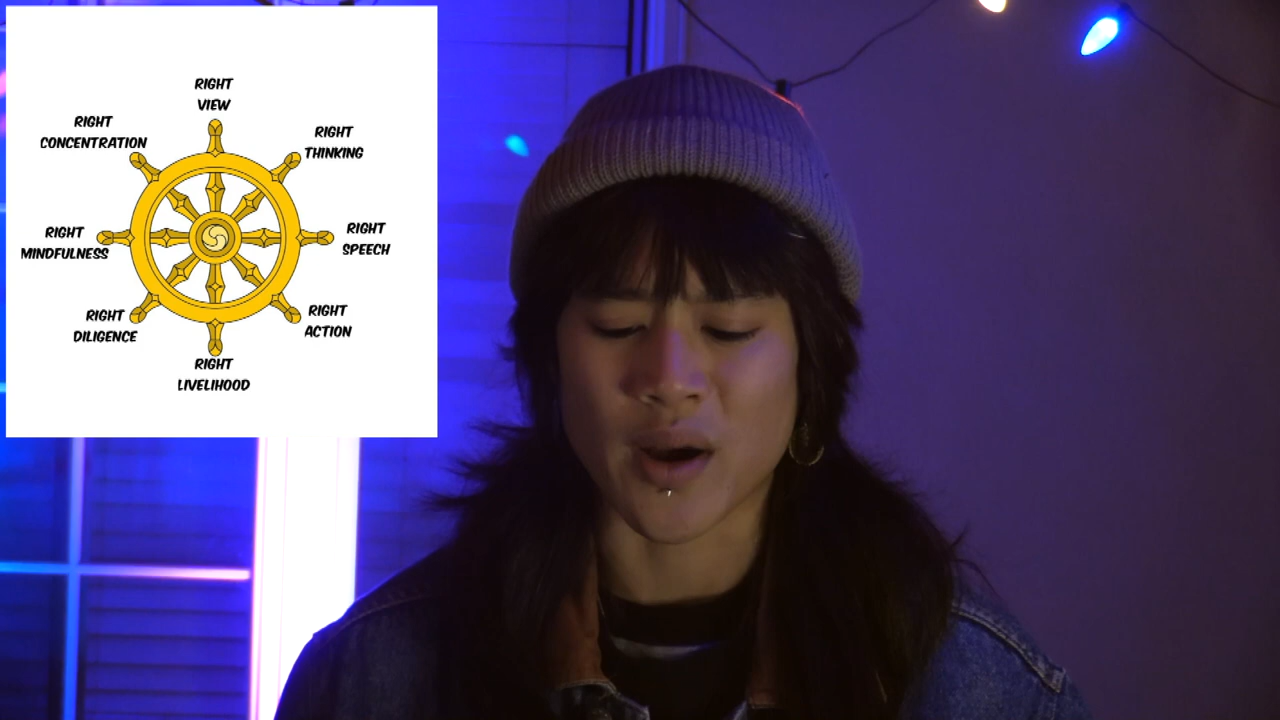 RIGHT
VIEW
RIGHT
THINKING
RIGHT
SPEECH
RIGHT
ACTION
RIGHT
LIVELIHOOD
RIGHT
DILIGENCE
RIGHT
MINDFULNESS
RIGHT
CONCENTRATION